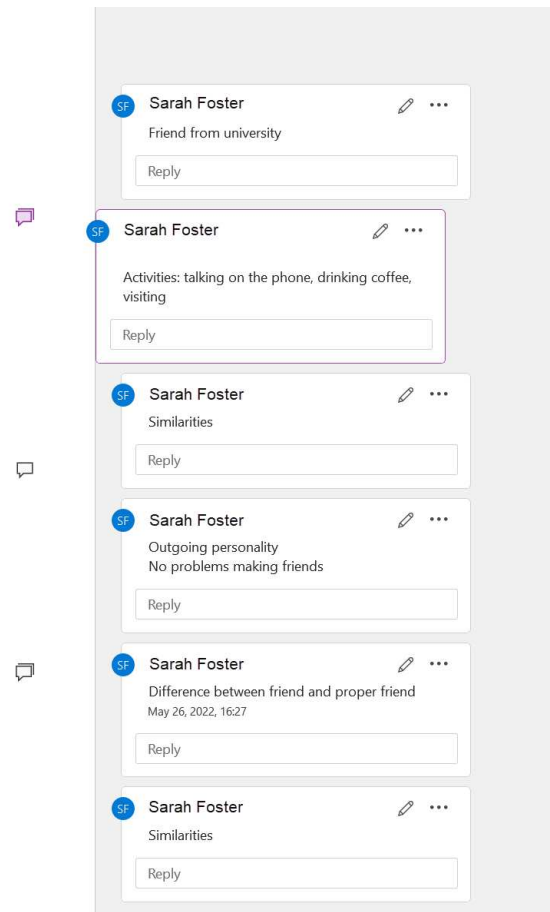 SF Sarah Foster
Friend from university
Reply
SF Sarah Foster
Activities: talking on the phone, drinking coffee,
visiting
Reply
SF Sarah Foster
Similarities
Reply
SF Sarah Foster
Outgoing personality
No problems making friends
Reply
SF Sarah Foster
Difference between friend and proper friend
May 26, 2022, 16:27
Reply
SF Sarah Foster
Similarities
Reply